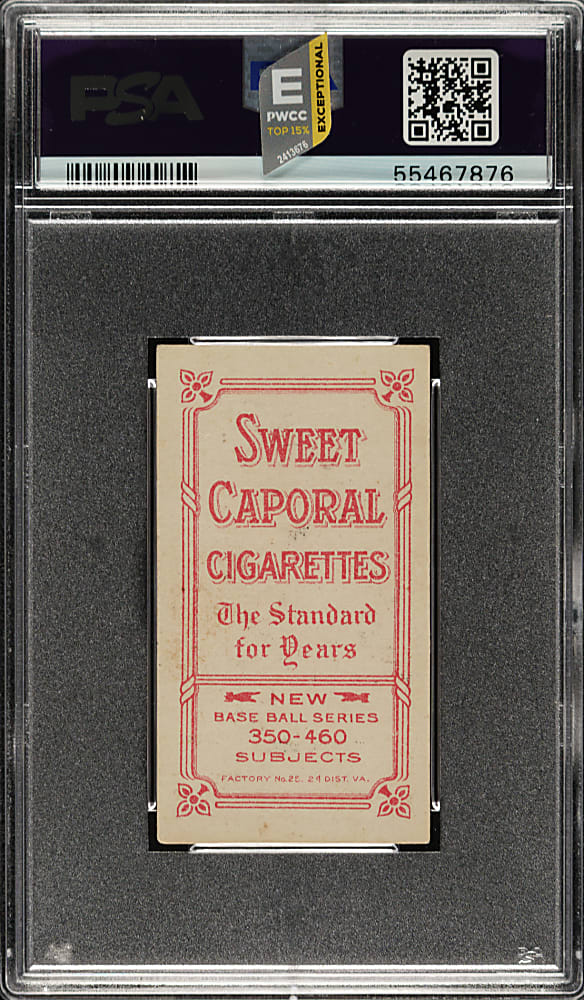 PSA
E
PWCC
TOP 15%
EXCEPTIONAL
2413676
55467876
SWEET
CAPORAL
CIGARETTES
The Standard
for Years
NEW
BASE BALL SERIES
350-460
SUBJECTS
FACTORY No. 25. 2d DIST. VA.